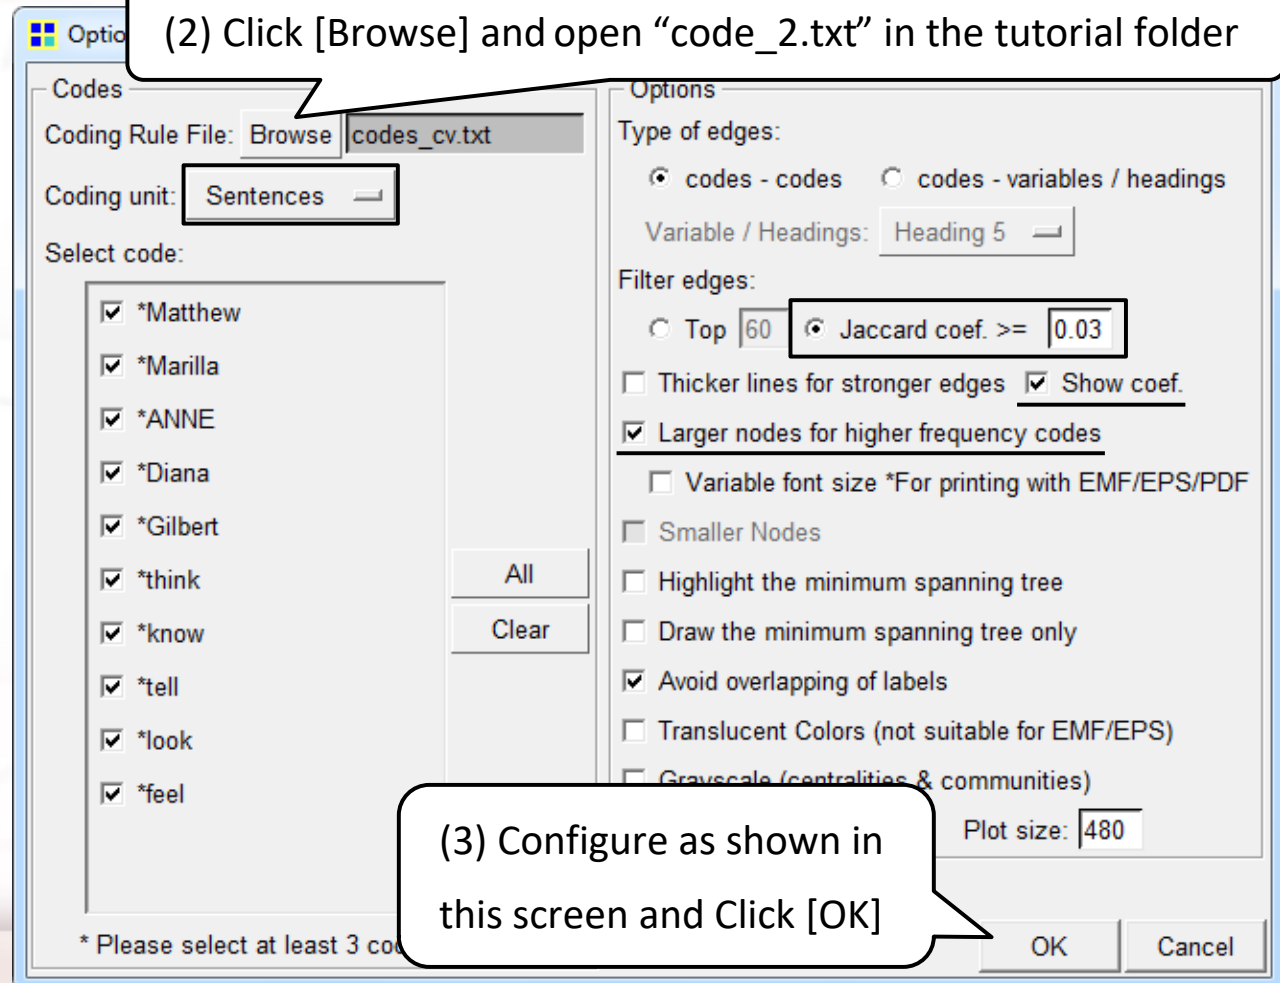 (2) Click [Browse] and open “code_2.txt” in the tutorial folder
Optio
Codes
Coding Rule File: Browse codes_cv.txt
Coding unit: Sentences
Select code:
*Matthew
*Marilla
*ANNE
*Diana
*Gilbert
*think
*know
*tell
*look
*feel
All
Clear
* Please select at least 3 co
Options
Type of edges:
codes - codes codes - variables / headings
Variable / Headings: Heading 5
Filter edges:
Top 60 Jaccard coef. >= 0.03
Thicker lines for stronger edges Show coef.
Larger nodes for higher frequency codes
Variable font size *For printing with EMF/EPS/PDF
Smaller Nodes
Highlight the minimum spanning tree
Draw the minimum spanning tree only
Avoid overlapping of labels
Translucent Colors (not suitable for EMF/EPS)
Grayscale (centralities & communities)
Plot size: 480
(3) Configure as shown in
this screen and Click [OK]
OK Cancel